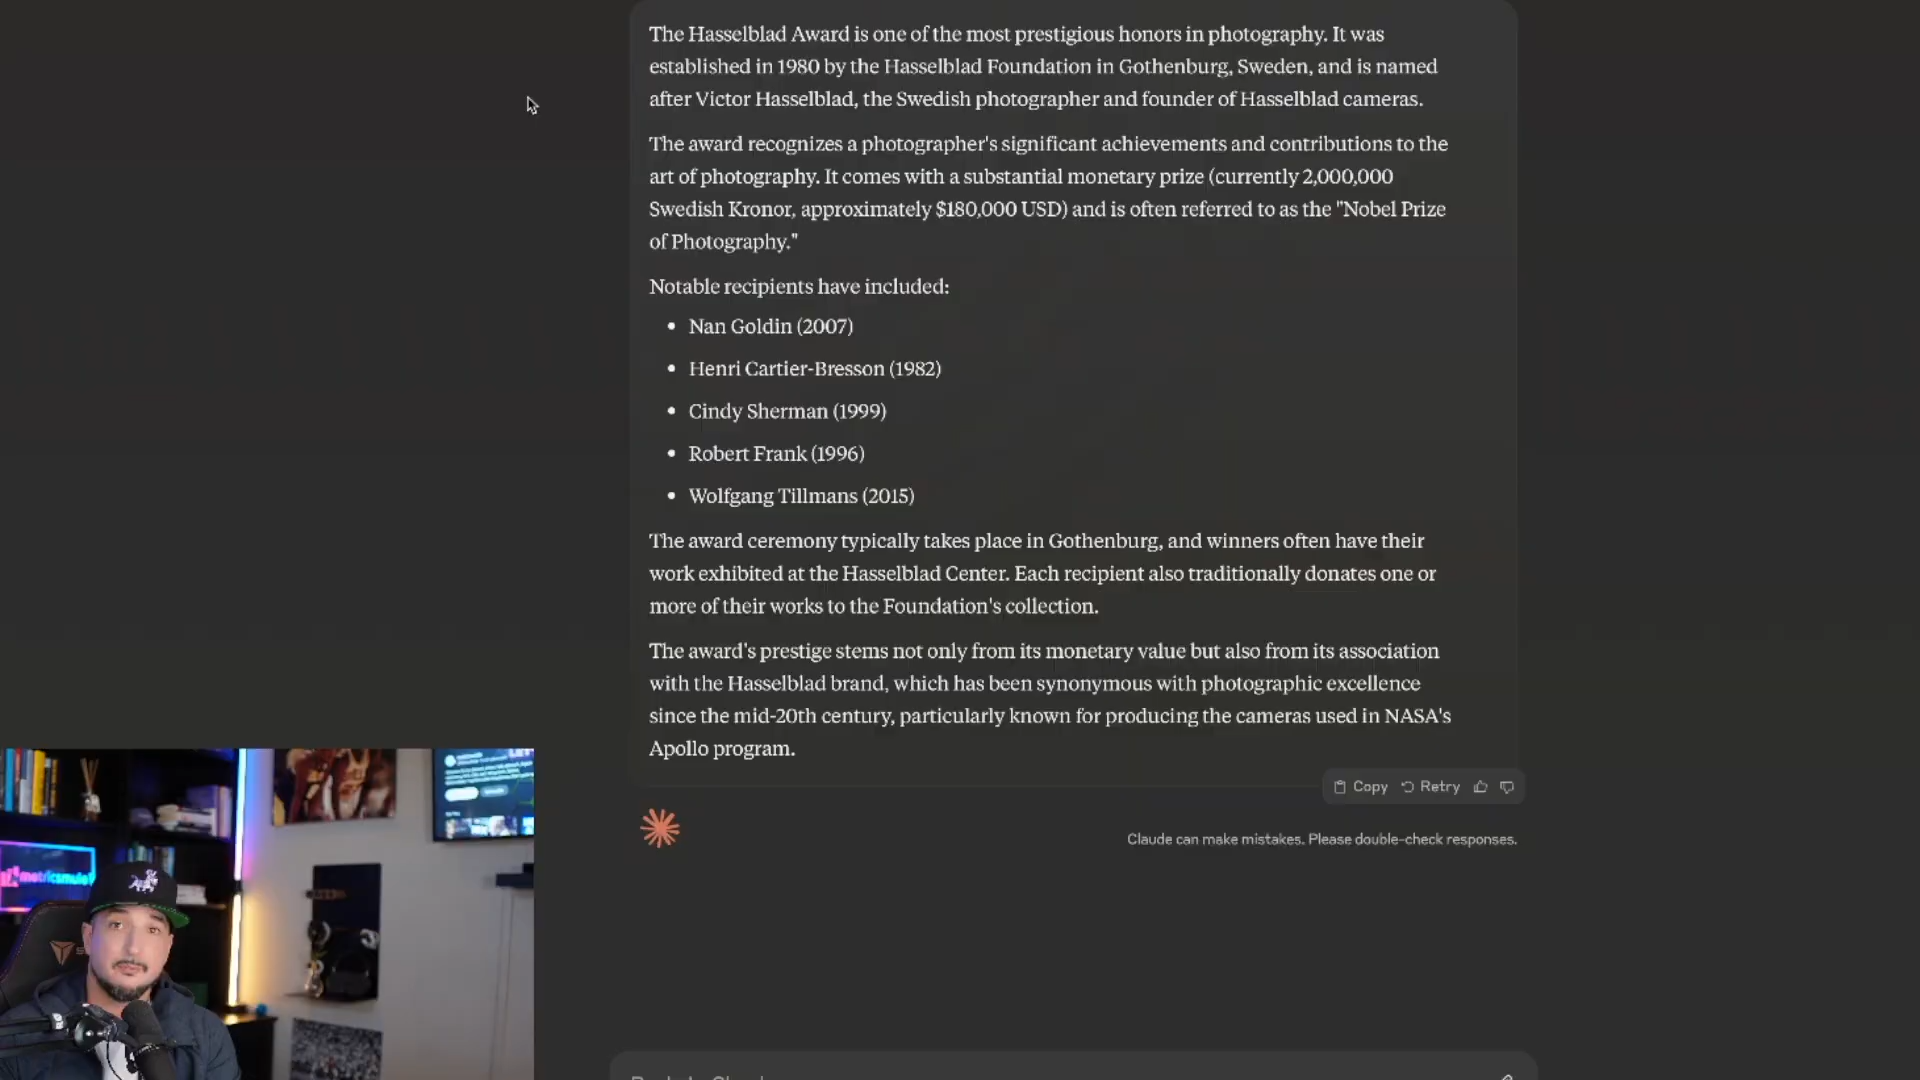 The Hasselblad Award is one of the most prestigious honors in photography. It was
established in 1980 by the Hasselblad Foundation in Gothenburg, Sweden, and is named
after Victor Hasselblad, the Swedish photographer and founder of Hasselblad cameras.
The award recognizes a photographer's significant achievements and contributions to the
art of photography. It comes with a substantial monetary prize (currently 2,000,000
Swedish Kronor, approximately $180,000 USD) and is often referred to as the "Nobel Prize
of Photography."
Notable recipients have included:
• Nan Goldin (2007)
• Henri Cartier-Bresson (1982)
• Cindy Sherman (1999)
• Robert Frank (1996)
• Wolfgang Tillmans (2015)
The award ceremony typically takes place in Gothenburg, and winners often have their
work exhibited at the Hasselblad Center. Each recipient also traditionally donates one or
more of their works to the Foundation's collection.
The award's prestige stems not only from its monetary value but also from its association
with the Hasselblad brand, which has been synonymous with photographic excellence
since the mid-20th century, particularly known for producing the cameras used in NASA's
Apollo program.
Copy Retry
Claude can make mistakes. Please double-check responses.